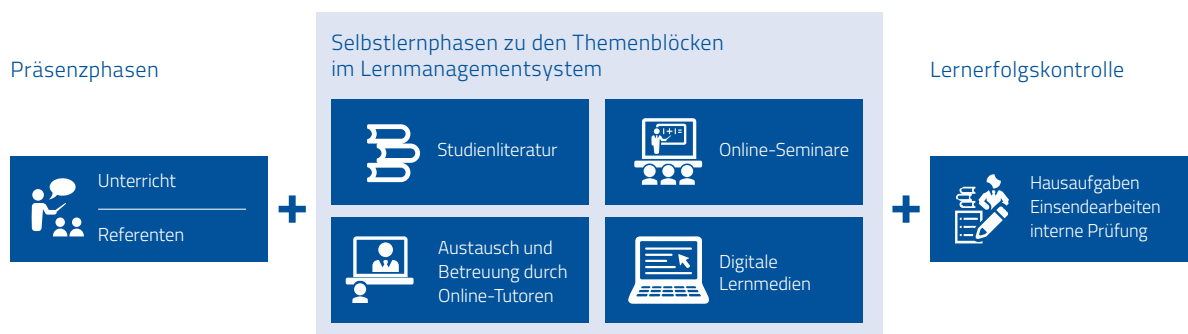 Präsenzphasen
Unterricht
Referenten
+
Selbstlernphasen zu den Themenblöcken
im Lernmanagementsystem
Studienliteratur
Online-Seminare
Austausch und
Betreuung durch
Online-Tutoren
Digitale
Lernmedien
+
Lernerfolgskontrolle
Hausaufgaben
Einsendearbeiten
interne Prüfung